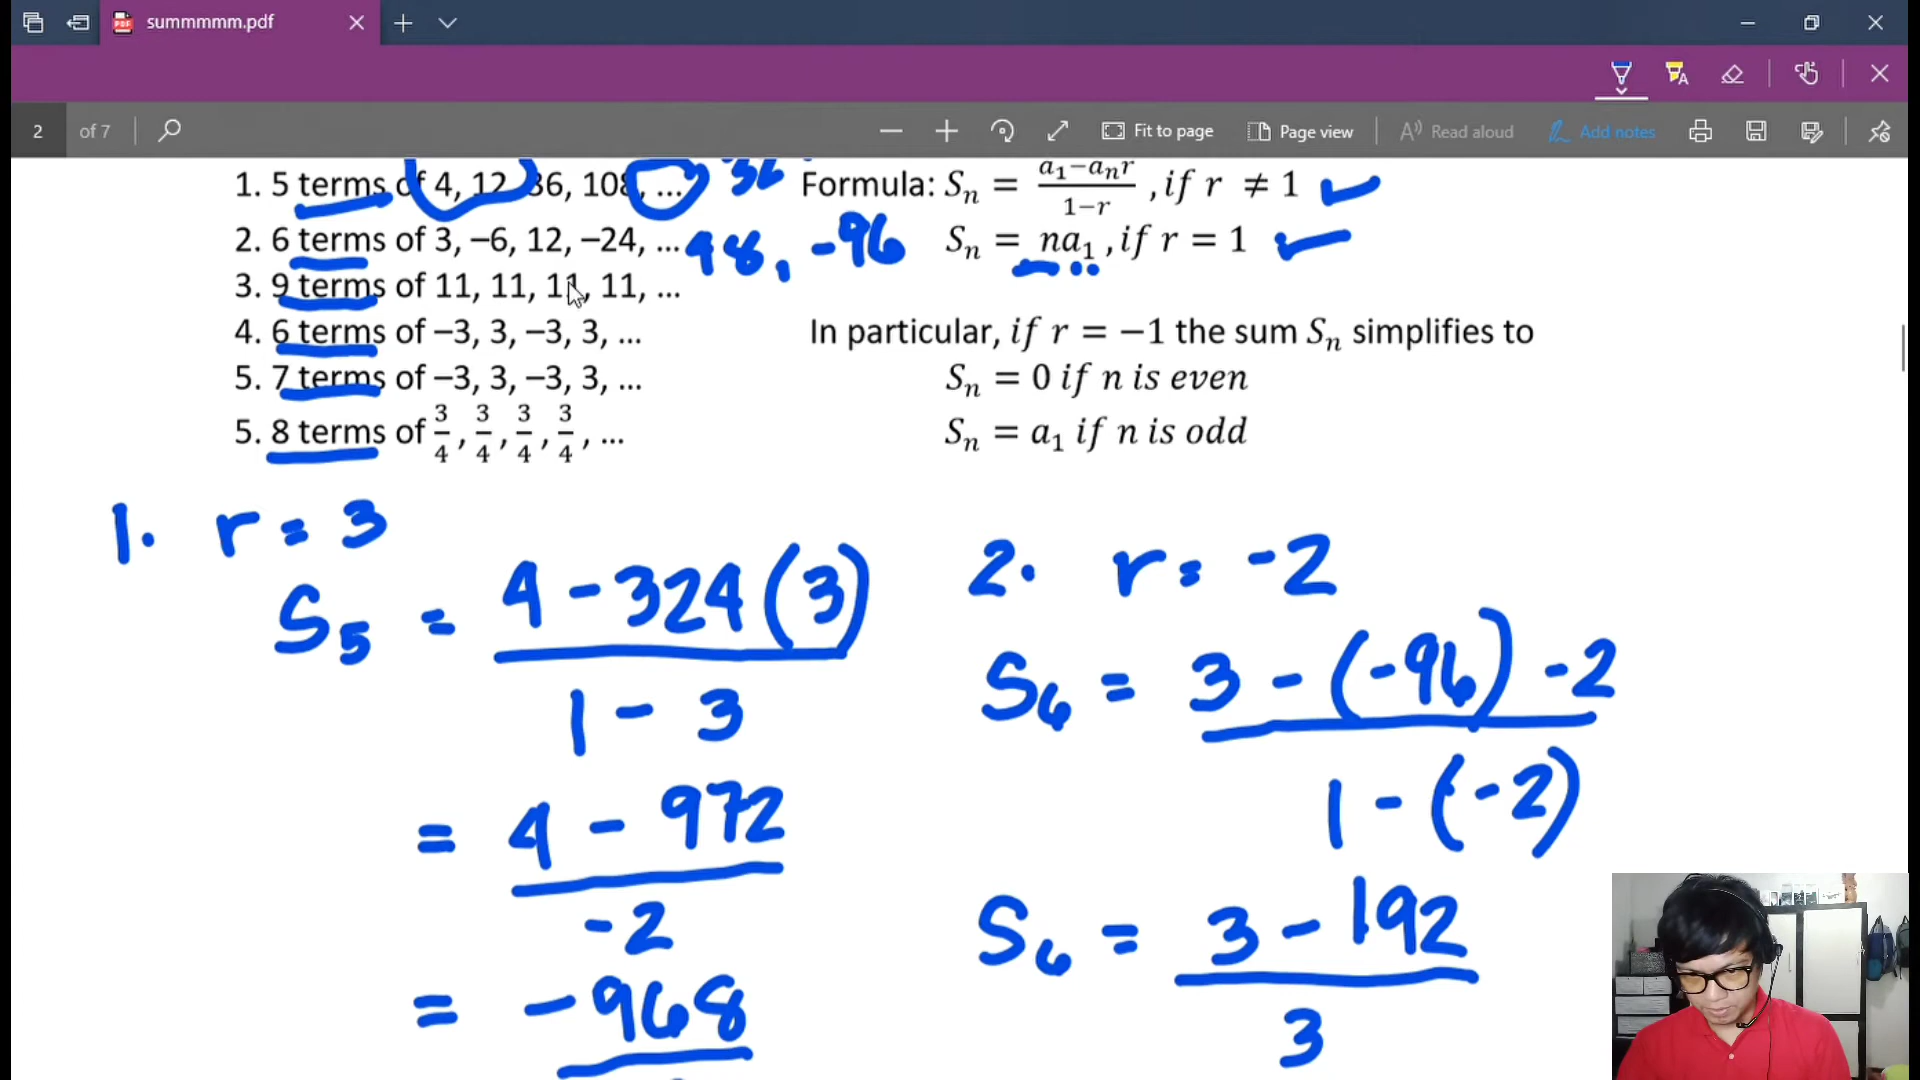 summmmm.pdf
2 of 7 Fit to page Page view Read aloud Add notes
1. 5 terms of 4, 12, 36, 108, ... Formula: Sₙ = (a₁−aₙr)/(1−r) , if r ≠ 1
2. 6 terms of 3, –6, 12, –24, ... 48, -96 Sₙ = na₁ , if r = 1
3. 9 terms of 11, 11, 11, 11, ...
4. 6 terms of –3, 3, –3, 3, ... In particular, if r = −1 the sum Sₙ simplifies to
5. 7 terms of –3, 3, –3, 3, ... Sₙ = 0 if n is even
5. 8 terms of 3/4, 3/4, 3/4, 3/4, ... Sₙ = a₁ if n is odd
1. r = 3
S₅ = 4 - 324(3)
1 - 3
= 4 - 972
-2
= -968
2. r = -2
S₆ = 3 - (-96) -2
1 - (-2)
S₆ = 3 - 192
3